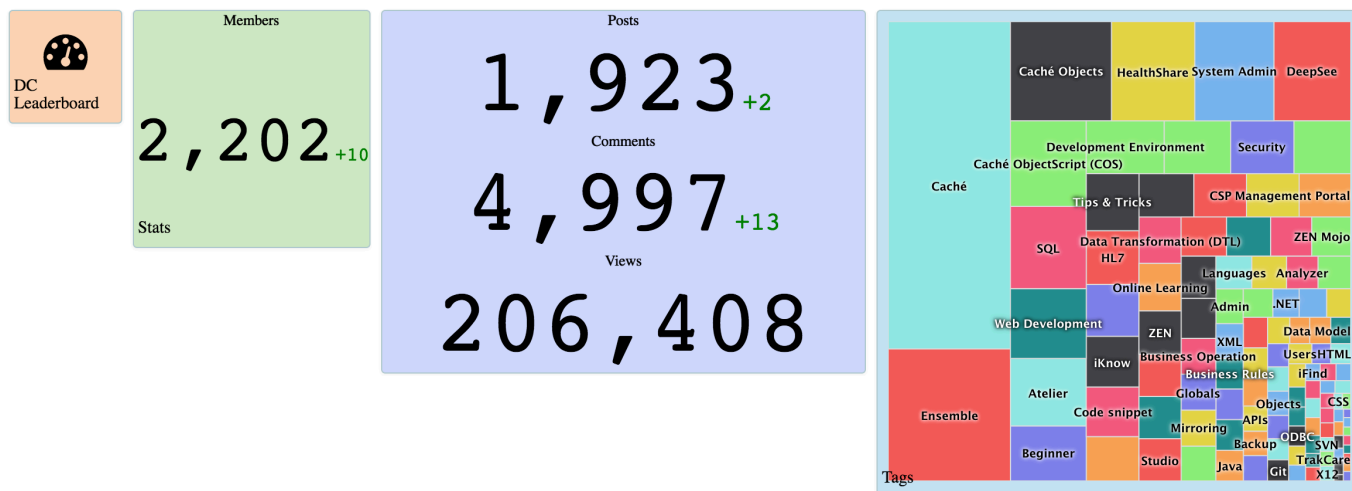 DC
Leaderboard
Members
2,202 +10
Stats
Posts
1,923 +2
Comments
4,997 +13
Views
206,408
Caché
Ensemble
Caché Objects
HealthShare
System Admin
DeepSee
Development Environment
Security
Caché ObjectScript (COS)
Tips & Tricks
CSP
Management Portal
SQL
Data Transformation (DTL)
ZEN Mojo
HL7
Languages
Analyzer
Online Learning
Admin
.NET
Web Development
ZEN
Data Model
XML
Business Operation
Users
HTML
iKnow
Business Rules
iFind
Atelier
Globals
Objects
CSS
Code snippet
APIs
Mirroring
ODBC
Backup
SVN
Beginner
Studio
Java
Git
TrakCare
X12
Tags